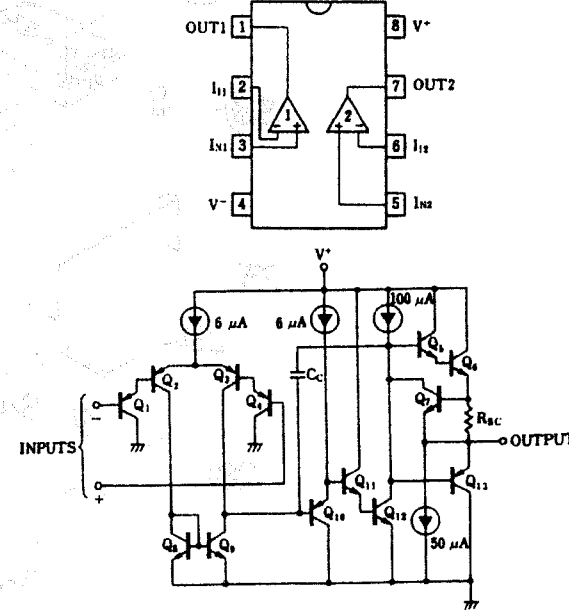 OUT1 1
8 V+
I11 2
7 OUT2
1
2
- +
+ -
IN1 3
6 I12
V- 4
5 IN2
V+
6 μA
6 μA
100 μA
Q5
Q6
Q2
Q3
CC
Q7
Q1
Q4
RSC
−
INPUTS
OUTPUT
+
Q11
Q13
Q10
Q12
Q8
Q9
50 μA